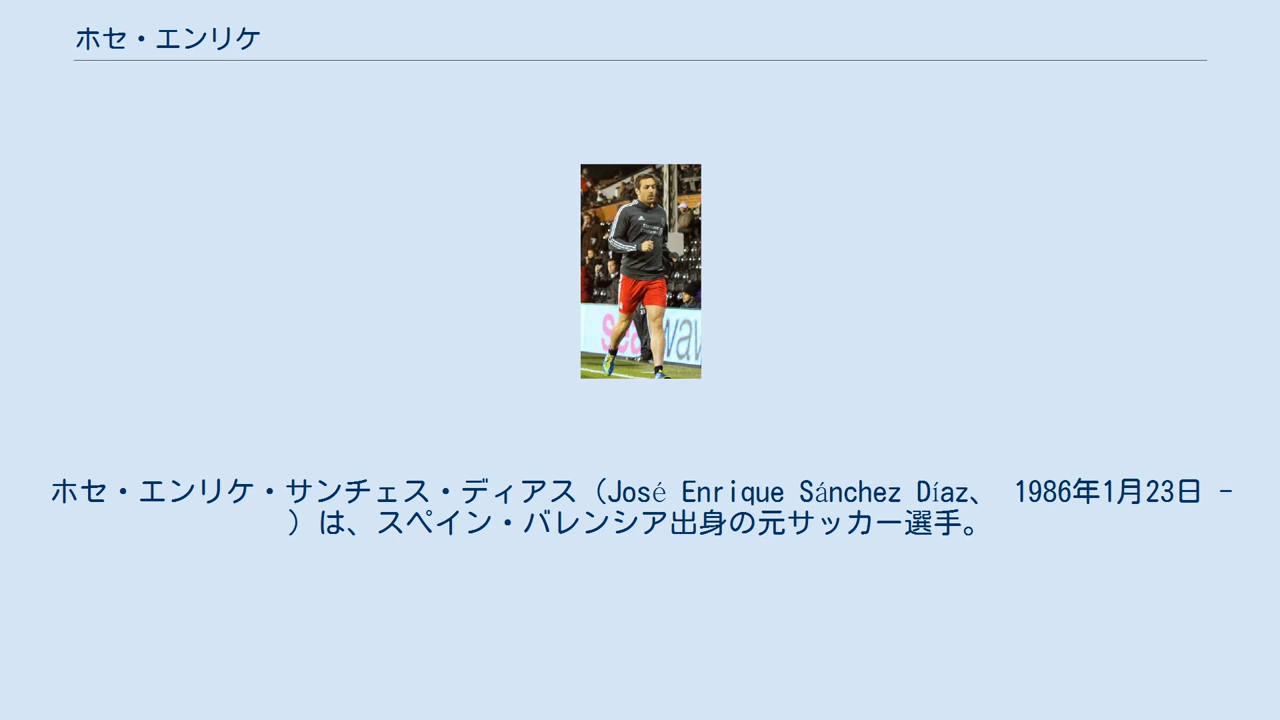 ホセ・エンリケ
ホセ・エンリケ・サンチェス・ディアス（José Enrique Sánchez Díaz、 1986年1月23日 -
）は、スペイン・バレンシア出身の元サッカー選手。